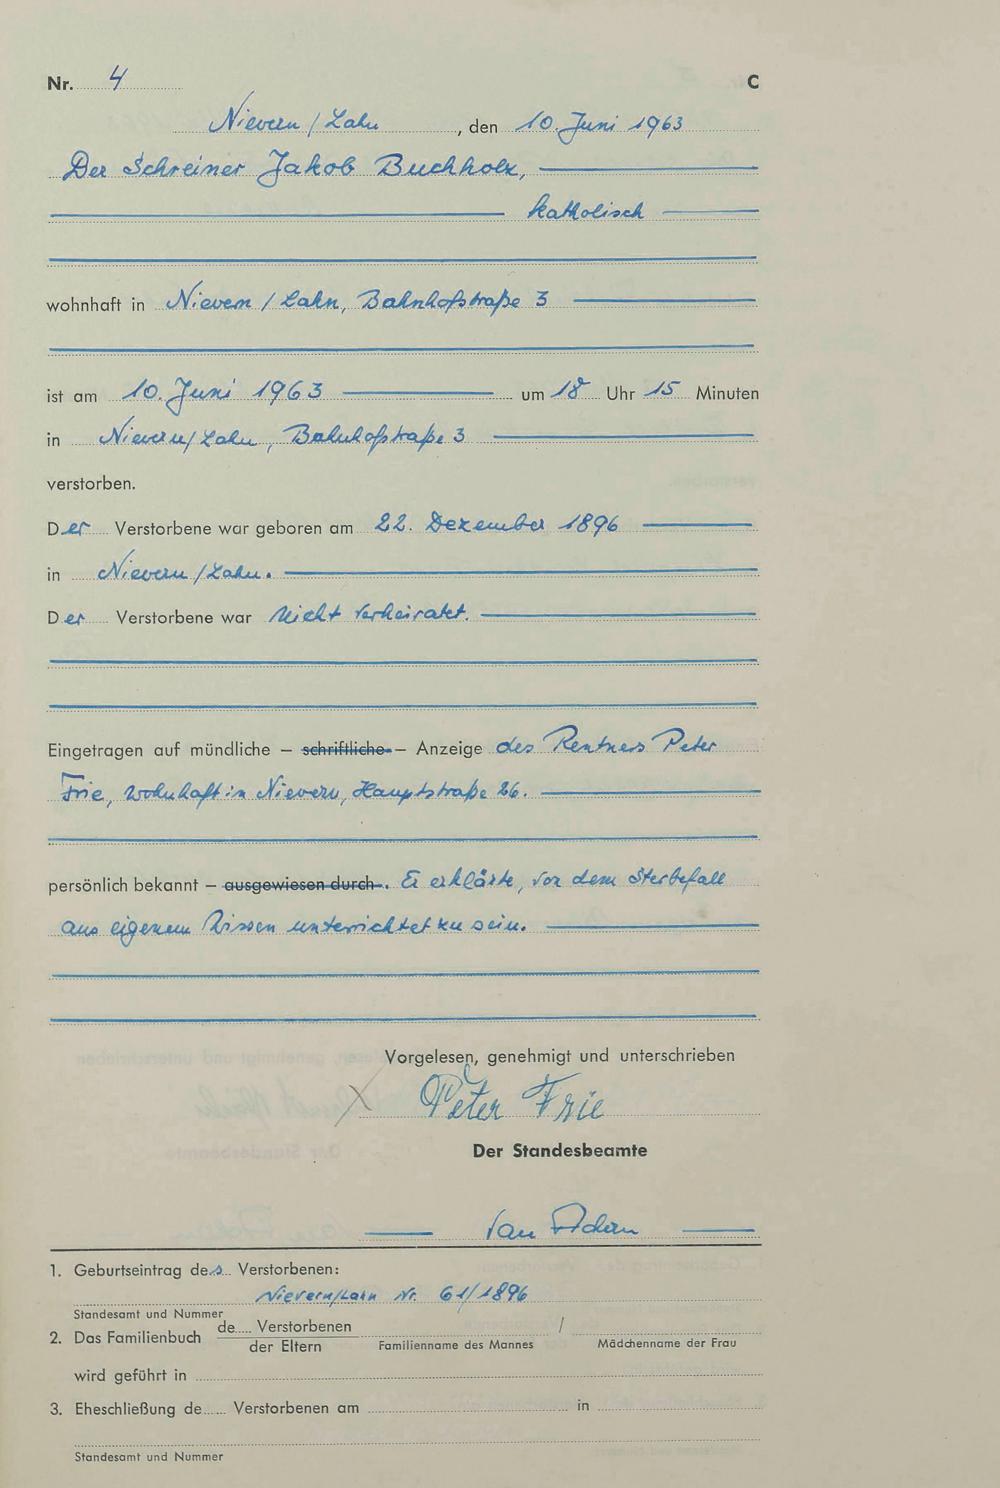 Nr. 4 C
Nievern / Lahn, den 10. Juni 1963
Der Schreiner Jakob Buchholz,
katholisch
wohnhaft in Nievern / Lahn, Bahnhofstraße 3
ist am 10. Juni 1963 um 18 Uhr 15 Minuten
in Nievern/Lahn, Bahnhofstraße 3
verstorben.
Der Verstorbene war geboren am 22. Dezember 1896
in Nievern/Lahn.
Der Verstorbene war nicht verheiratet.
Eingetragen auf mündliche – schriftliche – Anzeige des Rentners Peter
Frie, wohnhaft in Nievern, Hauptstraße 26.
persönlich bekannt – ausgewiesen durch –. Er erklärte, von dem Sterbefall
aus eigenem Wissen unterrichtet zu sein.
Vorgelesen, genehmigt und unterschrieben
Peter Frie
Der Standesbeamte
1. Geburtseintrag des Verstorbenen:
Nievern/Lahn Nr. 61/1896
Standesamt und Nummer
2. Das Familienbuch de..... Verstorbenen /
der Eltern Familienname des Mannes Mädchenname der Frau
wird geführt in
3. Eheschließung de..... Verstorbenen am in
Standesamt und Nummer